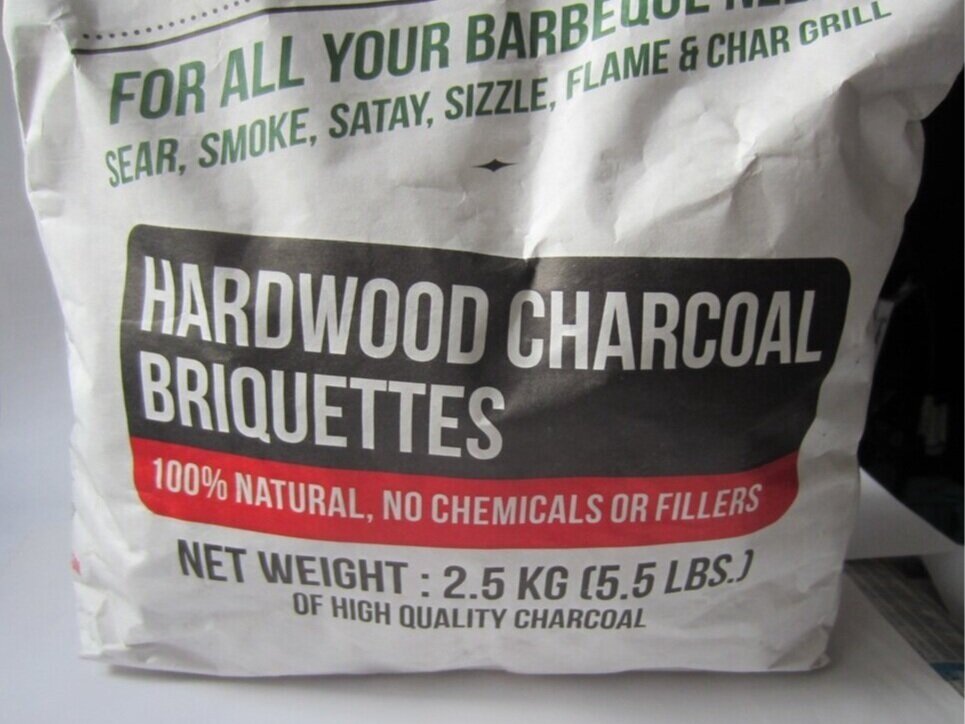 FOR ALL YOUR BARBEQUE
SEAR, SMOKE, SATAY, SIZZLE, FLAME & CHAR GRILL
HARDWOOD CHARCOAL
BRIQUETTES
100% NATURAL, NO CHEMICALS OR FILLERS
NET WEIGHT : 2.5 KG (5.5 LBS.)
OF HIGH QUALITY CHARCOAL